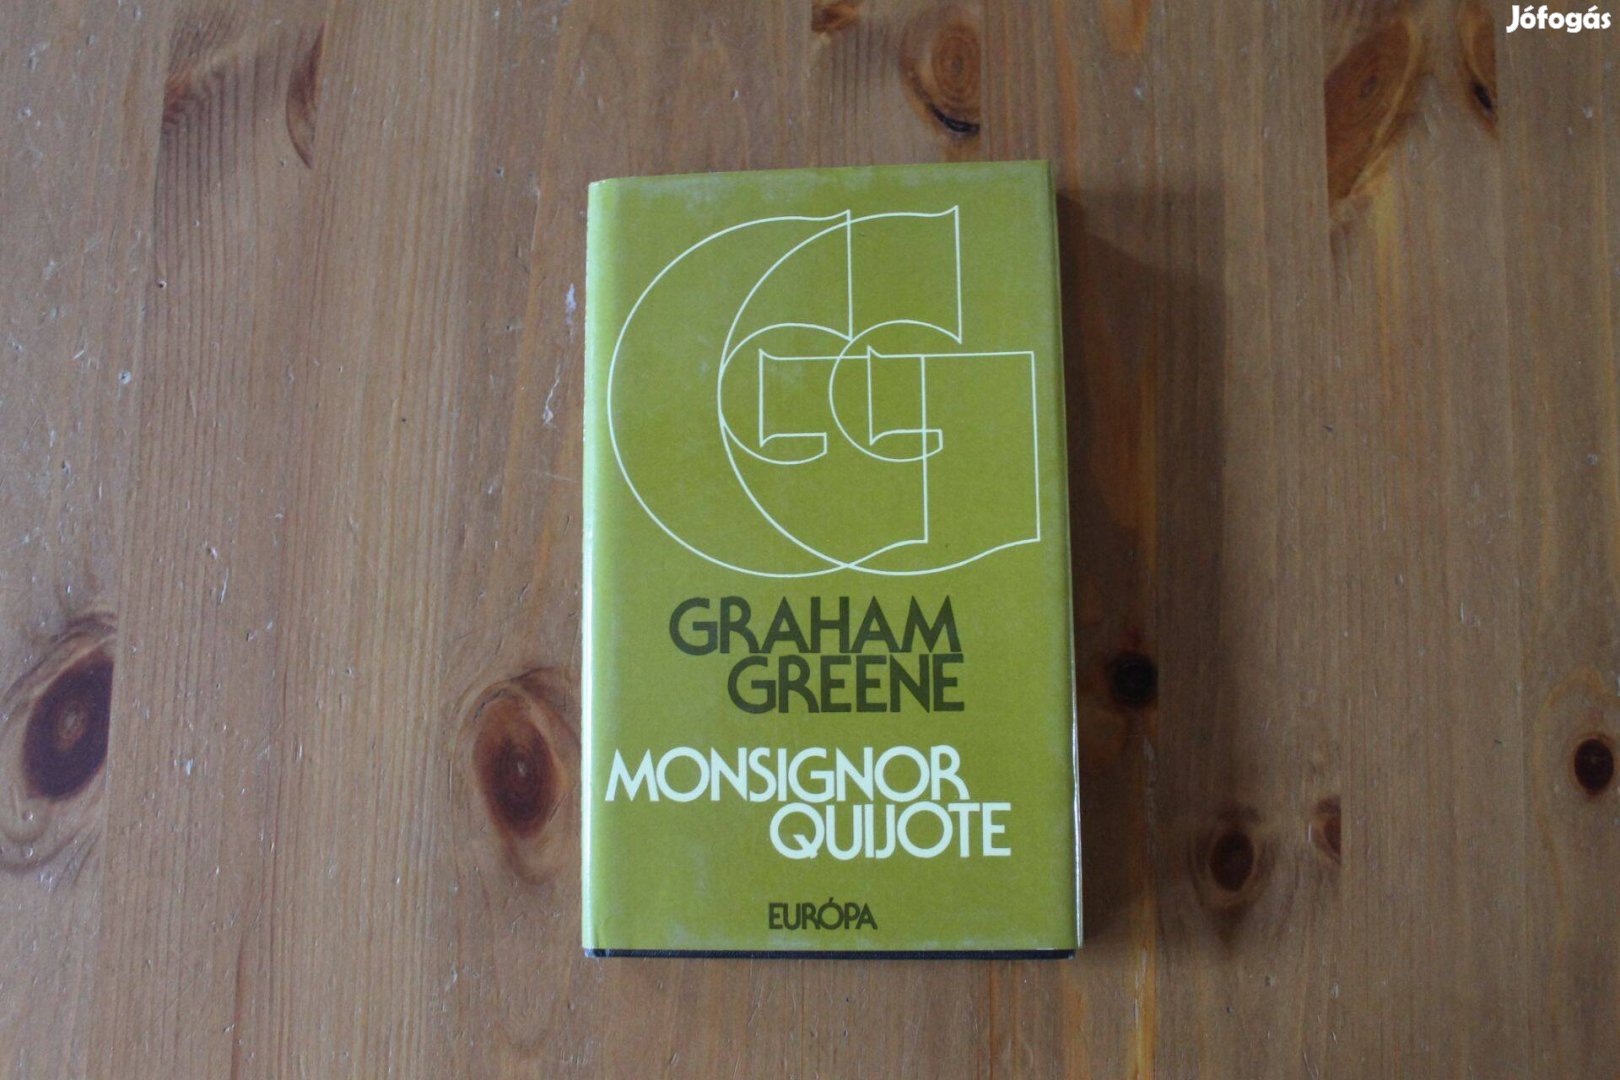 Jófogás
GRAHAM
GREENE
MONSIGNOR
QUIJOTE
EURÓPA